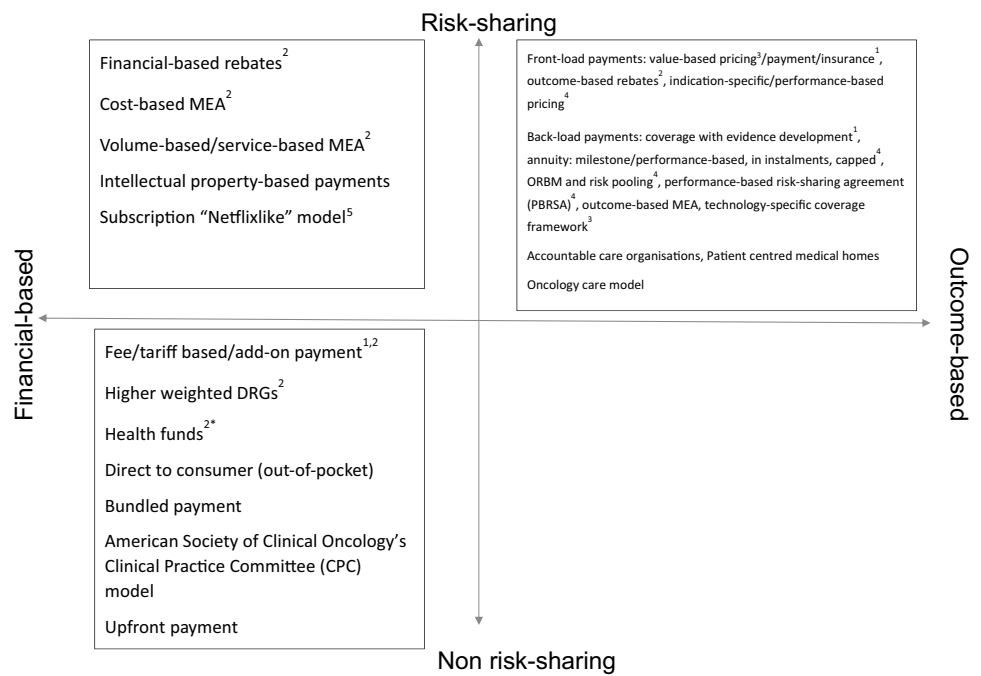 Risk-sharing
Financial-based rebates²
Cost-based MEA²
Volume-based/service-based MEA²
Intellectual property-based payments
Subscription “Netflixlike” model⁵
Front-load payments: value-based pricing³/payment/insurance¹,
outcome-based rebates², indication-specific/performance-based
pricing⁴
Back-load payments: coverage with evidence development¹,
annuity: milestone/performance-based, in instalments, capped⁴,
ORBM and risk pooling⁴, performance-based risk-sharing agreement
(PBRSA)⁴, outcome-based MEA, technology-specific coverage
framework³
Accountable care organisations, Patient centred medical homes
Oncology care model
Financial-based
Outcome-based
Fee/tariff based/add-on payment¹,²
Higher weighted DRGs²
Health funds²*
Direct to consumer (out-of-pocket)
Bundled payment
American Society of Clinical Oncology’s
Clinical Practice Committee (CPC)
model
Upfront payment
Non risk-sharing